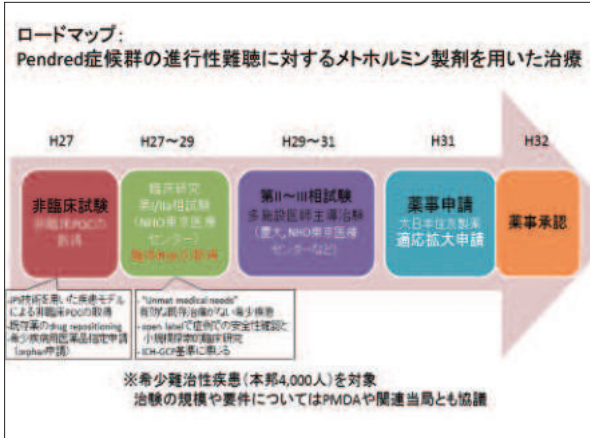 ロードマップ：
Pendred症候群の進行性難聴に対するメトホルミン製剤を用いた治療
H27
H27～29
H29～31
H31
H32
非臨床試験
非臨床POCの
取得
臨床研究
第I/IIa相試験
（NHO東京医療
センター）
臨床POCの取得
第II～III相試験
多施設医師主導治験
（慶大, NHO東京医療
センターなど）
薬事申請
大日本住友製薬
適応拡大申請
薬事承認
・iPS技術を用いた疾患モデル
による非臨床POCの取得
・既存薬のdrug repositioning
・希少疾病用医薬品指定申請
（orphan申請）
・"Unmet medical needs"
有効な既存治療がない希少疾患
・open labelで症例での安全性確認と
小規模探索的臨床研究
・ICH-GCP基準に準じる
※希少難治性疾患（本邦4,000人）を対象
治験の規模や要件についてはPMDAや関連当局とも協議